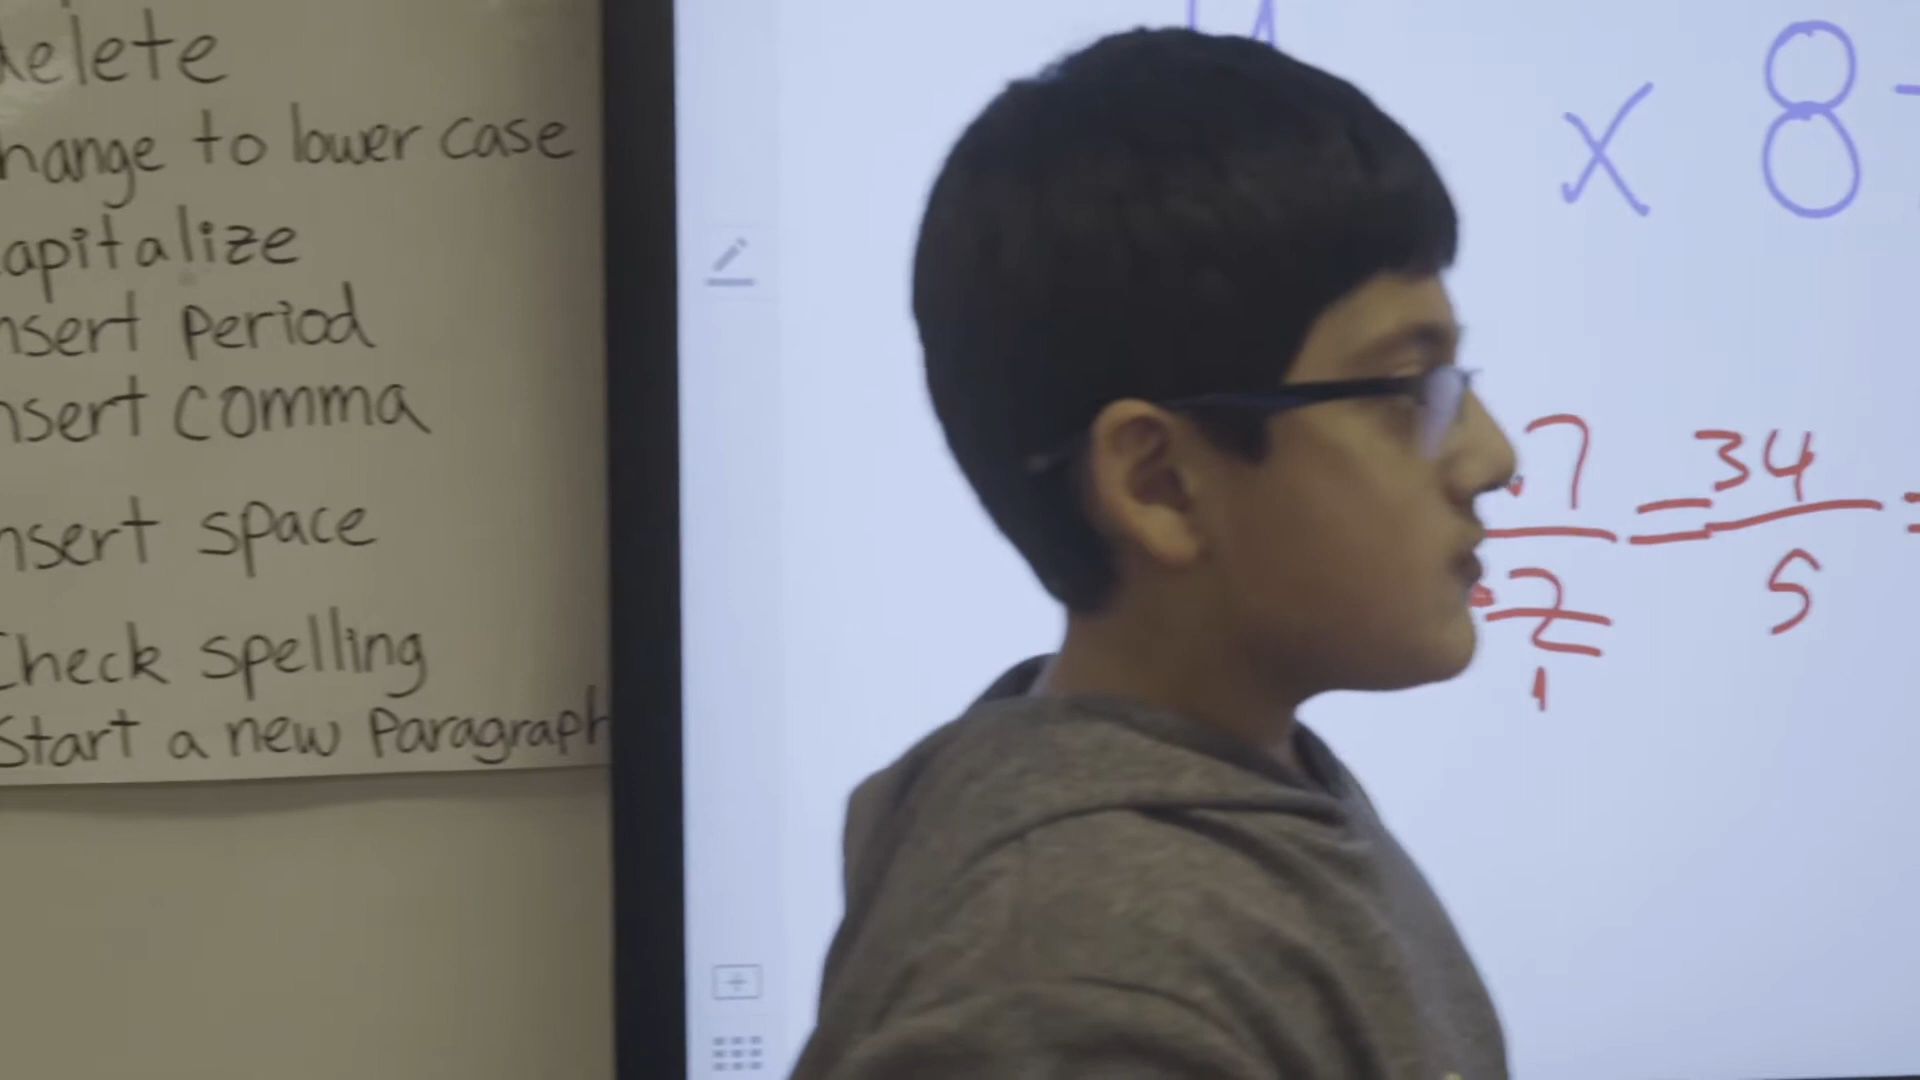 delete
hange to lower case
apitalize
nsert period
nsert comma
nsert space
Check spelling
Start a new Paragraph
x 8
7 = 34 =
2 5
1